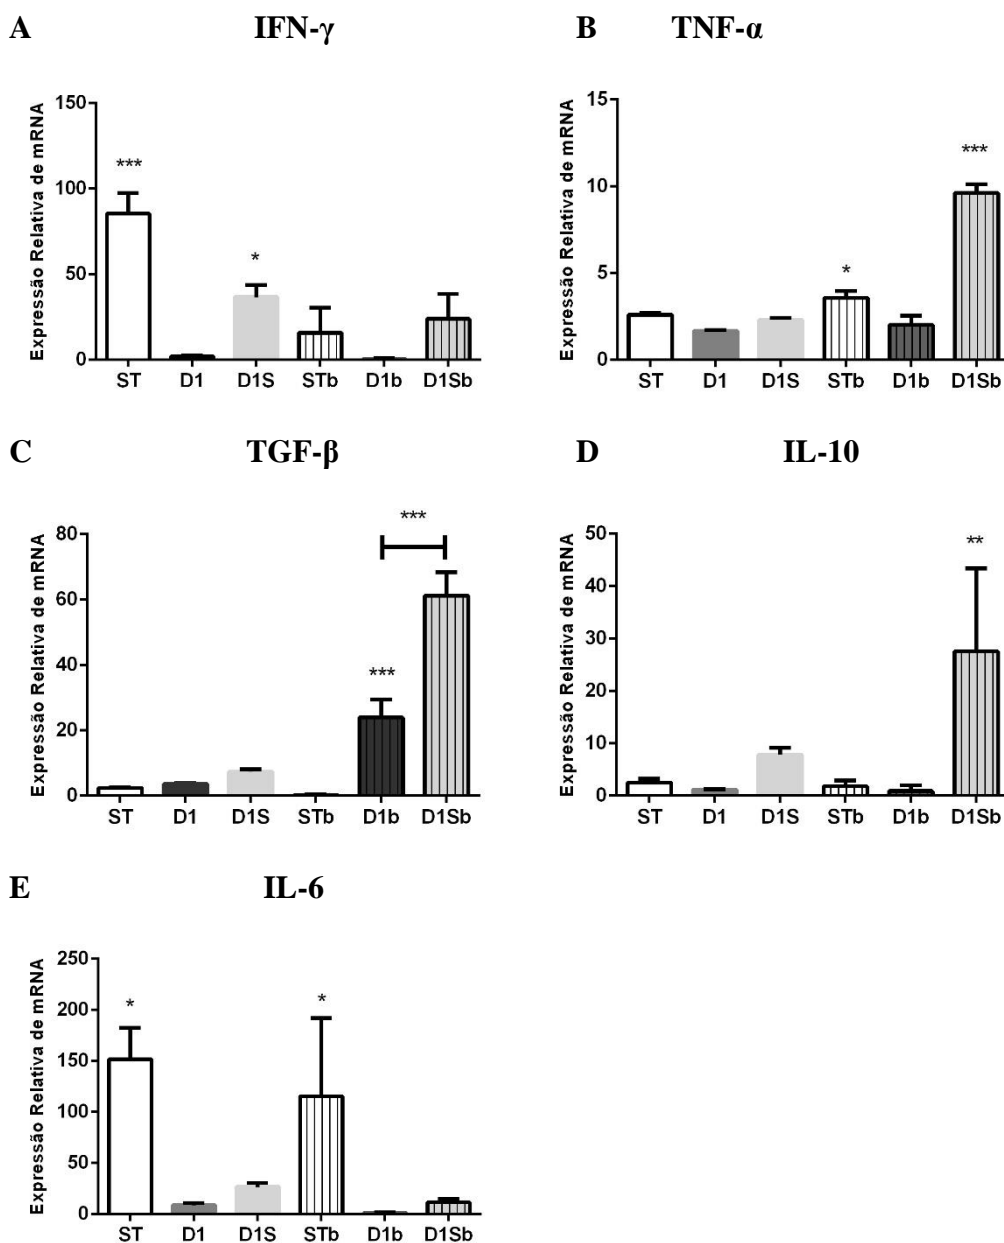 A IFN-γ
Expressão Relativa de mRNA
150
100
50
0
***
*
ST D1 D1S STb D1b D1Sb
B TNF-α
Expressão Relativa de mRNA
15
10
5
0
*
***
ST D1 D1S STb D1b D1Sb
C TGF-β
Expressão Relativa de mRNA
80
60
40
20
0
***
***
ST D1 D1S STb D1b D1Sb
D IL-10
Expressão Relativa de mRNA
50
40
30
20
10
0
**
ST D1 D1S STb D1b D1Sb
E IL-6
Expressão Relativa de mRNA
250
200
150
100
50
0
*
*
ST D1 D1S STb D1b D1Sb